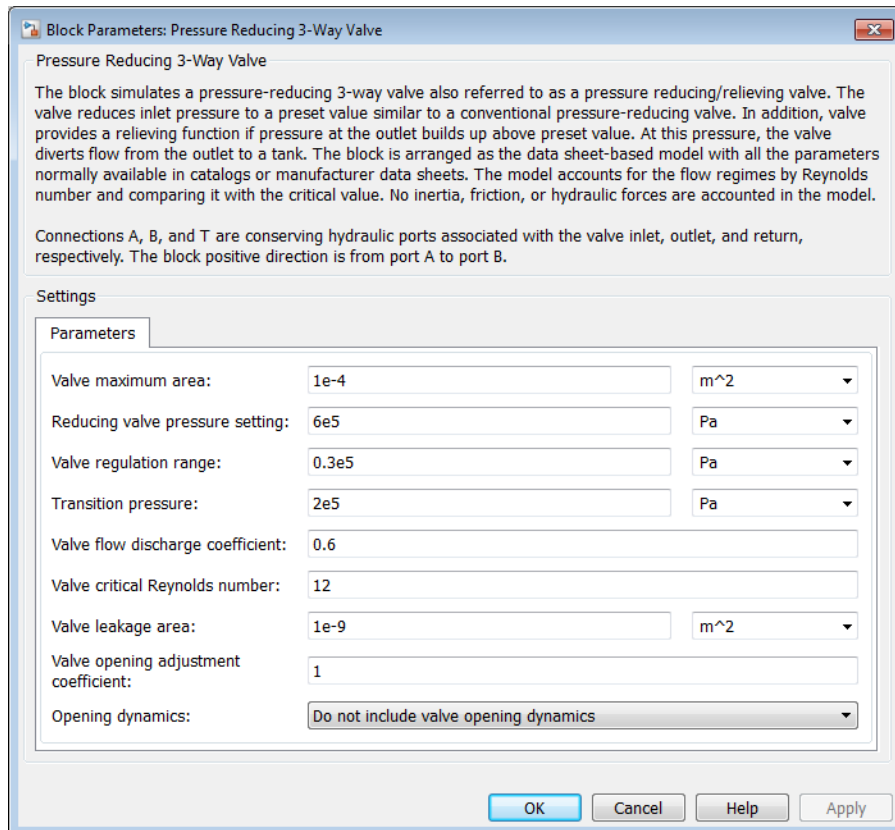 Block Parameters: Pressure Reducing 3-Way Valve
Pressure Reducing 3-Way Valve
The block simulates a pressure-reducing 3-way valve also referred to as a pressure reducing/relieving valve. The
valve reduces inlet pressure to a preset value similar to a conventional pressure-reducing valve. In addition, valve
provides a relieving function if pressure at the outlet builds up above preset value. At this pressure, the valve
diverts flow from the outlet to a tank. The block is arranged as the data sheet-based model with all the parameters
normally available in catalogs or manufacturer data sheets. The model accounts for the flow regimes by Reynolds
number and comparing it with the critical value. No inertia, friction, or hydraulic forces are accounted in the model.
Connections A, B, and T are conserving hydraulic ports associated with the valve inlet, outlet, and return,
respectively. The block positive direction is from port A to port B.
Settings
Parameters
Valve maximum area: 1e-4 m^2
Reducing valve pressure setting: 6e5 Pa
Valve regulation range: 0.3e5 Pa
Transition pressure: 2e5 Pa
Valve flow discharge coefficient: 0.6
Valve critical Reynolds number: 12
Valve leakage area: 1e-9 m^2
Valve opening adjustment
coefficient: 1
Opening dynamics: Do not include valve opening dynamics
OK Cancel Help Apply